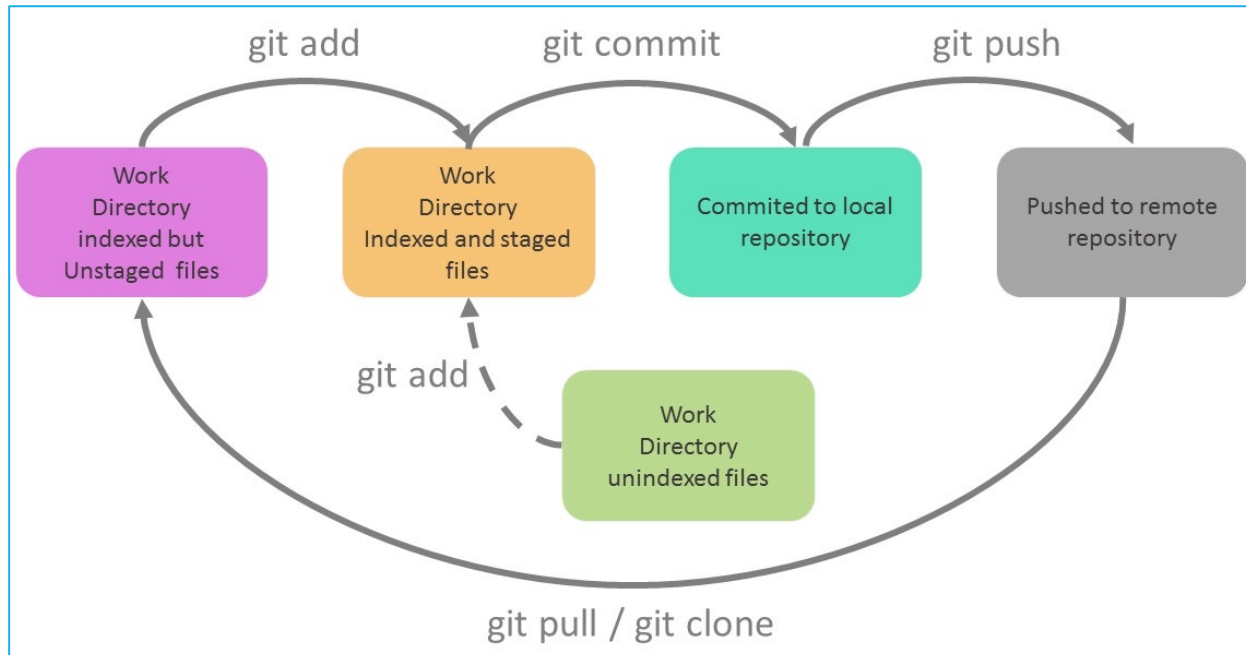 git add
git commit
git push
Work
Directory
indexed but
Unstaged files
Work
Directory
Indexed and staged
files
Commited to local
repository
Pushed to remote
repository
git add
Work
Directory
unindexed files
git pull / git clone